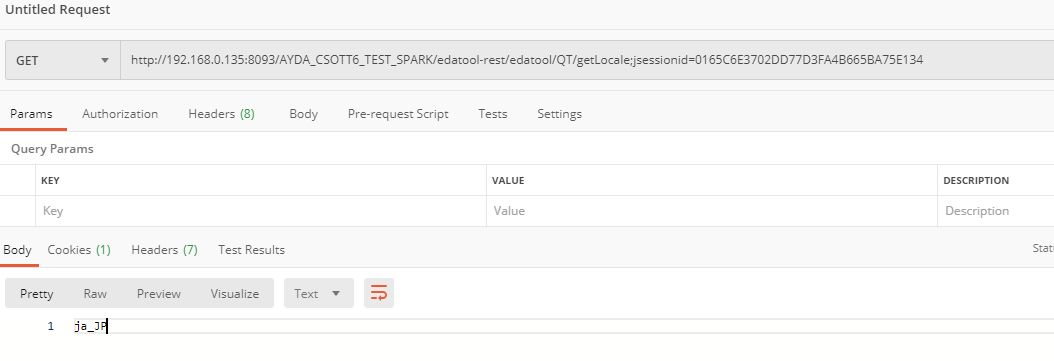 Untitled Request
GET http://192.168.0.135:8093/AYDA_CSOTT6_TEST_SPARK/edatool-rest/edatool/QT/getLocale;jsessionid=0165C6E3702DD77D3FA4B665BA75E134
Params Authorization Headers (8) Body Pre-request Script Tests Settings
Query Params
KEY VALUE DESCRIPTION
Key Value Description
Body Cookies (1) Headers (7) Test Results Stat
Pretty Raw Preview Visualize Text
1 ja_JP